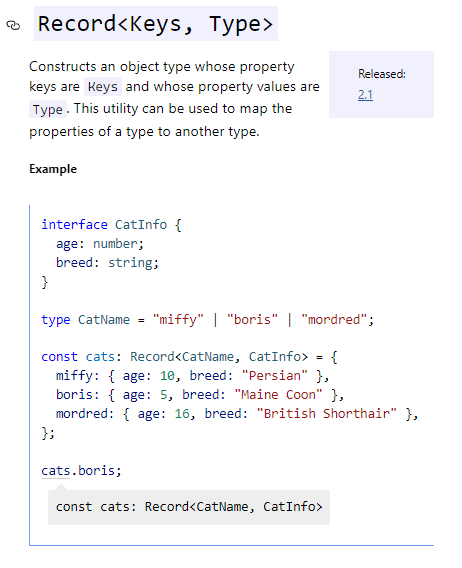 Record<Keys, Type>
Constructs an object type whose property
keys are Keys and whose property values are
Type. This utility can be used to map the
properties of a type to another type.
Released:
2.1
Example
interface CatInfo {
  age: number;
  breed: string;
}
type CatName = "miffy" | "boris" | "mordred";
const cats: Record<CatName, CatInfo> = {
  miffy: { age: 10, breed: "Persian" },
  boris: { age: 5, breed: "Maine Coon" },
  mordred: { age: 16, breed: "British Shorthair" },
};
cats.boris;
const cats: Record<CatName, CatInfo>